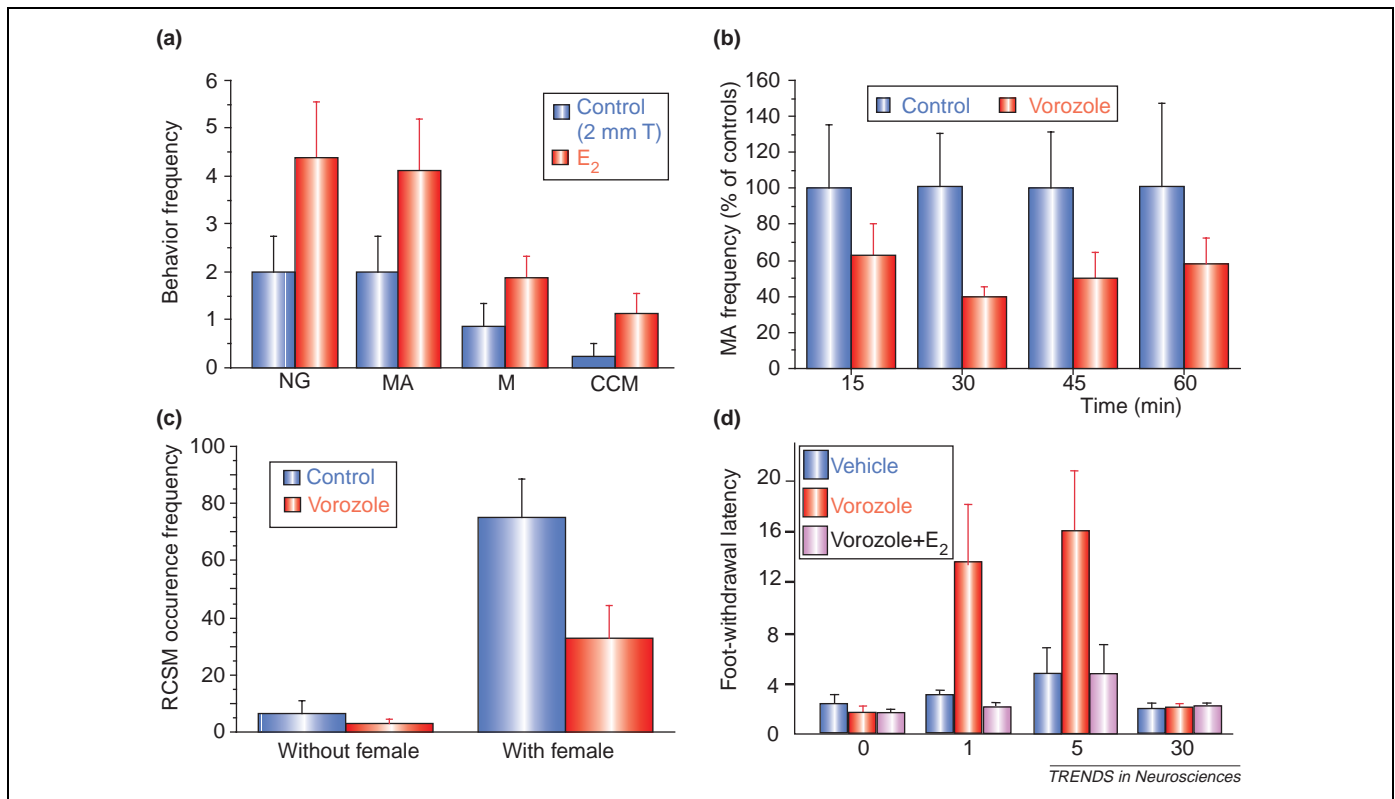 (a)
Behavior frequency
6
5
4
3
2
1
0
Control
(2 mm T)
E2
NG MA M CCM
(b)
MA frequency (% of controls)
160
140
120
100
80
60
40
20
0
Control Vorozole
15 30 45 60
Time (min)
(c)
RCSM occurence frequency
100
80
60
40
20
0
Control
Vorozole
Without female With female
(d)
Foot-withdrawal latency
20
16
12
8
4
0
Vehicle
Vorozole
Vorozole+E2
0 1 5 30
TRENDS in Neurosciences